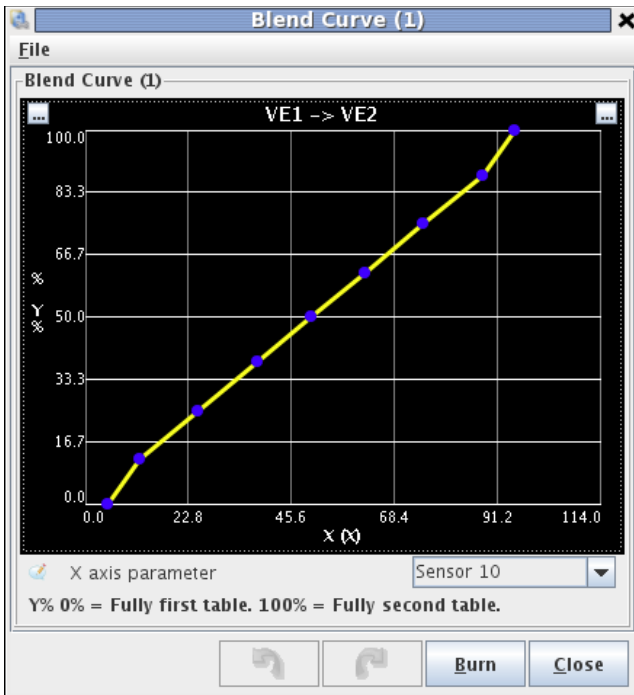 Blend Curve (1)
File
Blend Curve (1)
...
VE1 -> VE2
...
100.0
83.3
66.7
%
Y
%
50.0
33.3
16.7
0.0
0.0 22.8 45.6 68.4 91.2 114.0
X (X)
X axis parameter Sensor 10
Y% 0% = Fully first table. 100% = Fully second table.
Burn Close